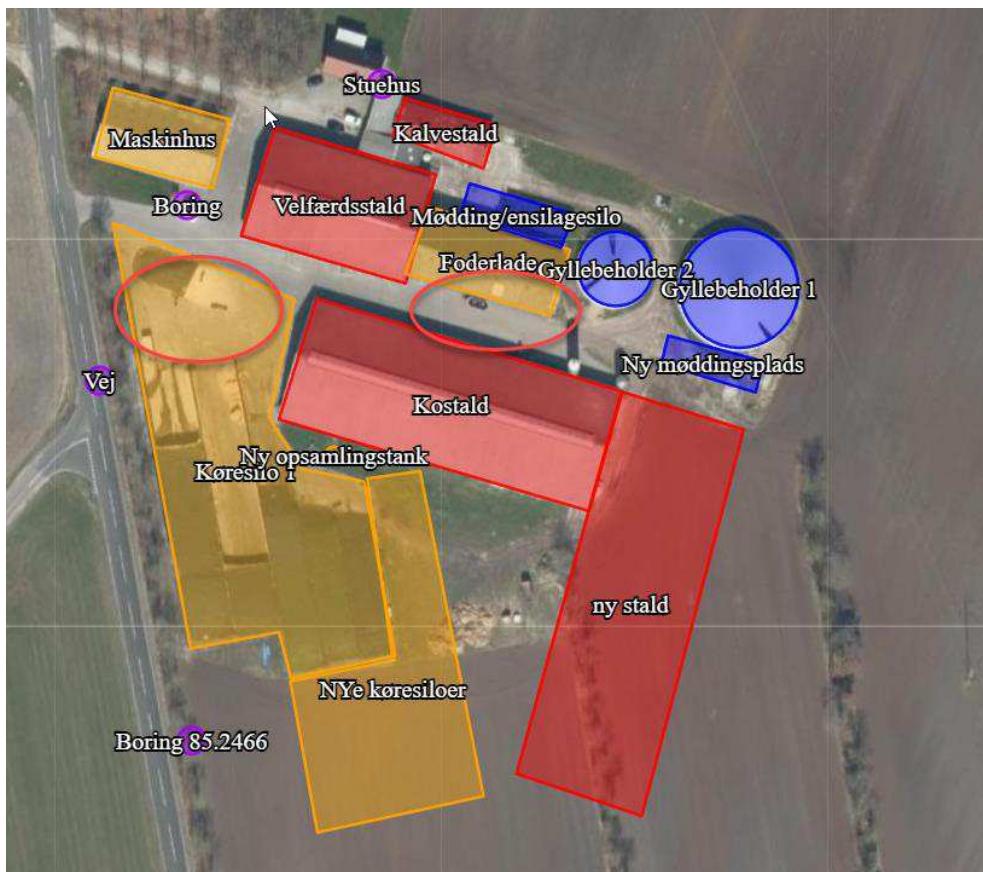 Stuehus
Maskinhus
Kalvestald
Boring
Velfærdsstald
Mødding/ensilagesilo
Foderlade
Gyllebeholder 2
Gyllebeholder 1
Ny møddingsplads
Vej
Kostald
Ny opsamlingstank
Køresilo 1
ny stald
NYe køresiloer
Boring 85.2466